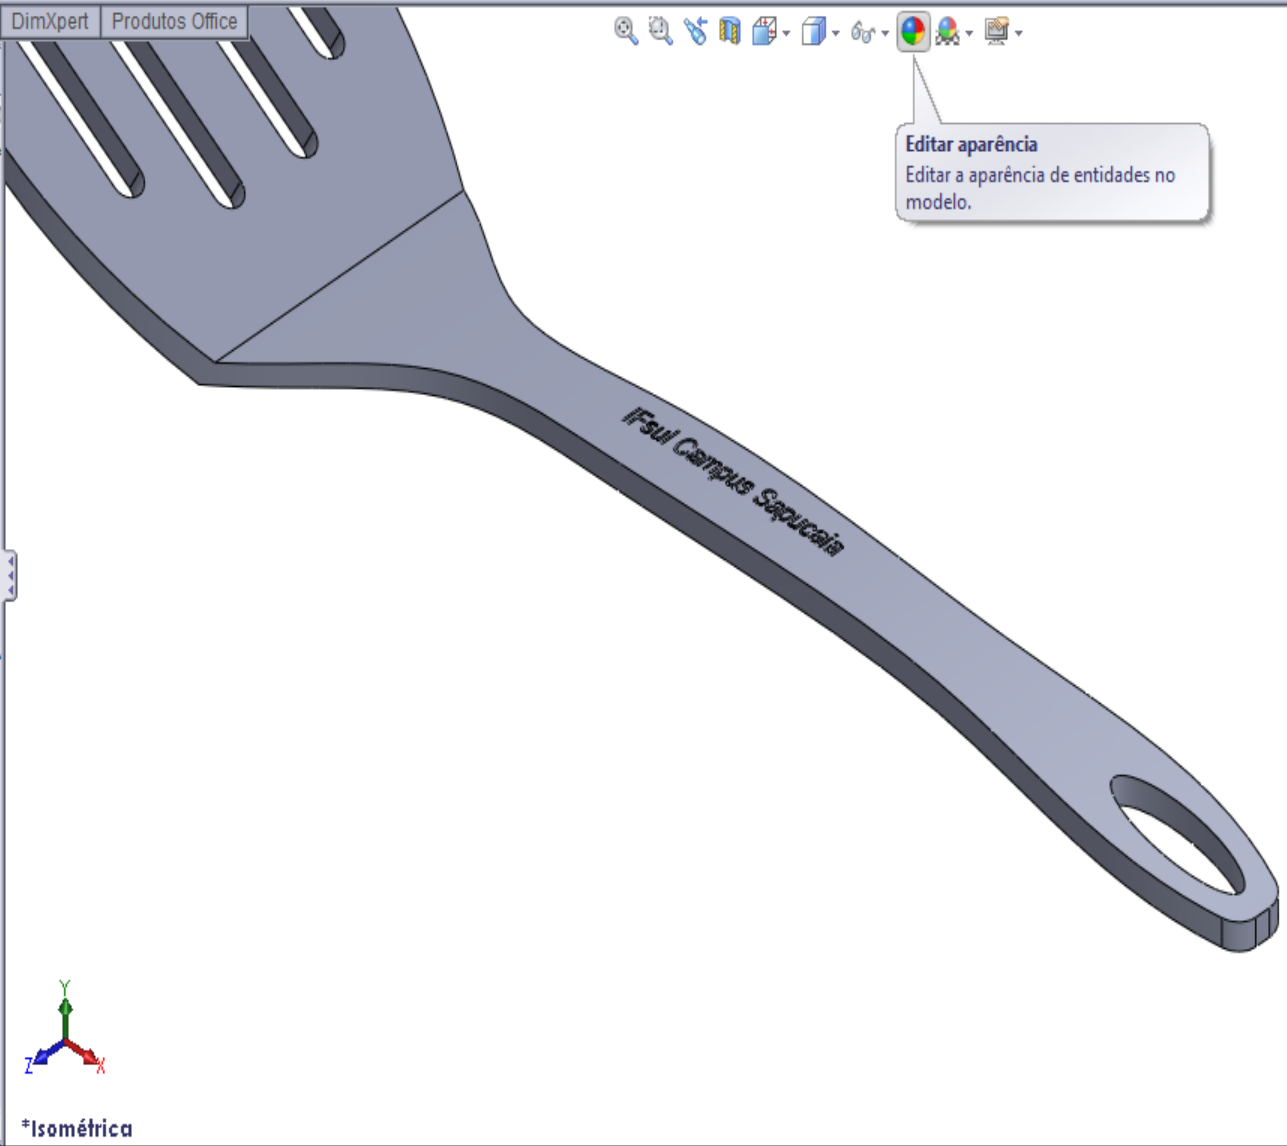 DimXpert
Produtos Office
Editar aparência
Editar a aparência de entidades no
modelo.
IFsul Campus Sapucaia
Y
Z
X
*Isométrica